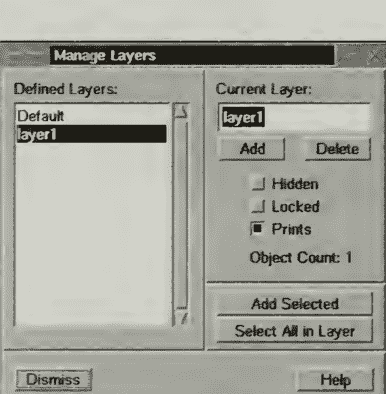 Manage Layers
Defined Layers:
Default
layer1
Current Layer:
layer1
Add Delete
Hidden
Locked
Prints
Object Count: 1
Add Selected
Select All in Layer
Dismiss Help